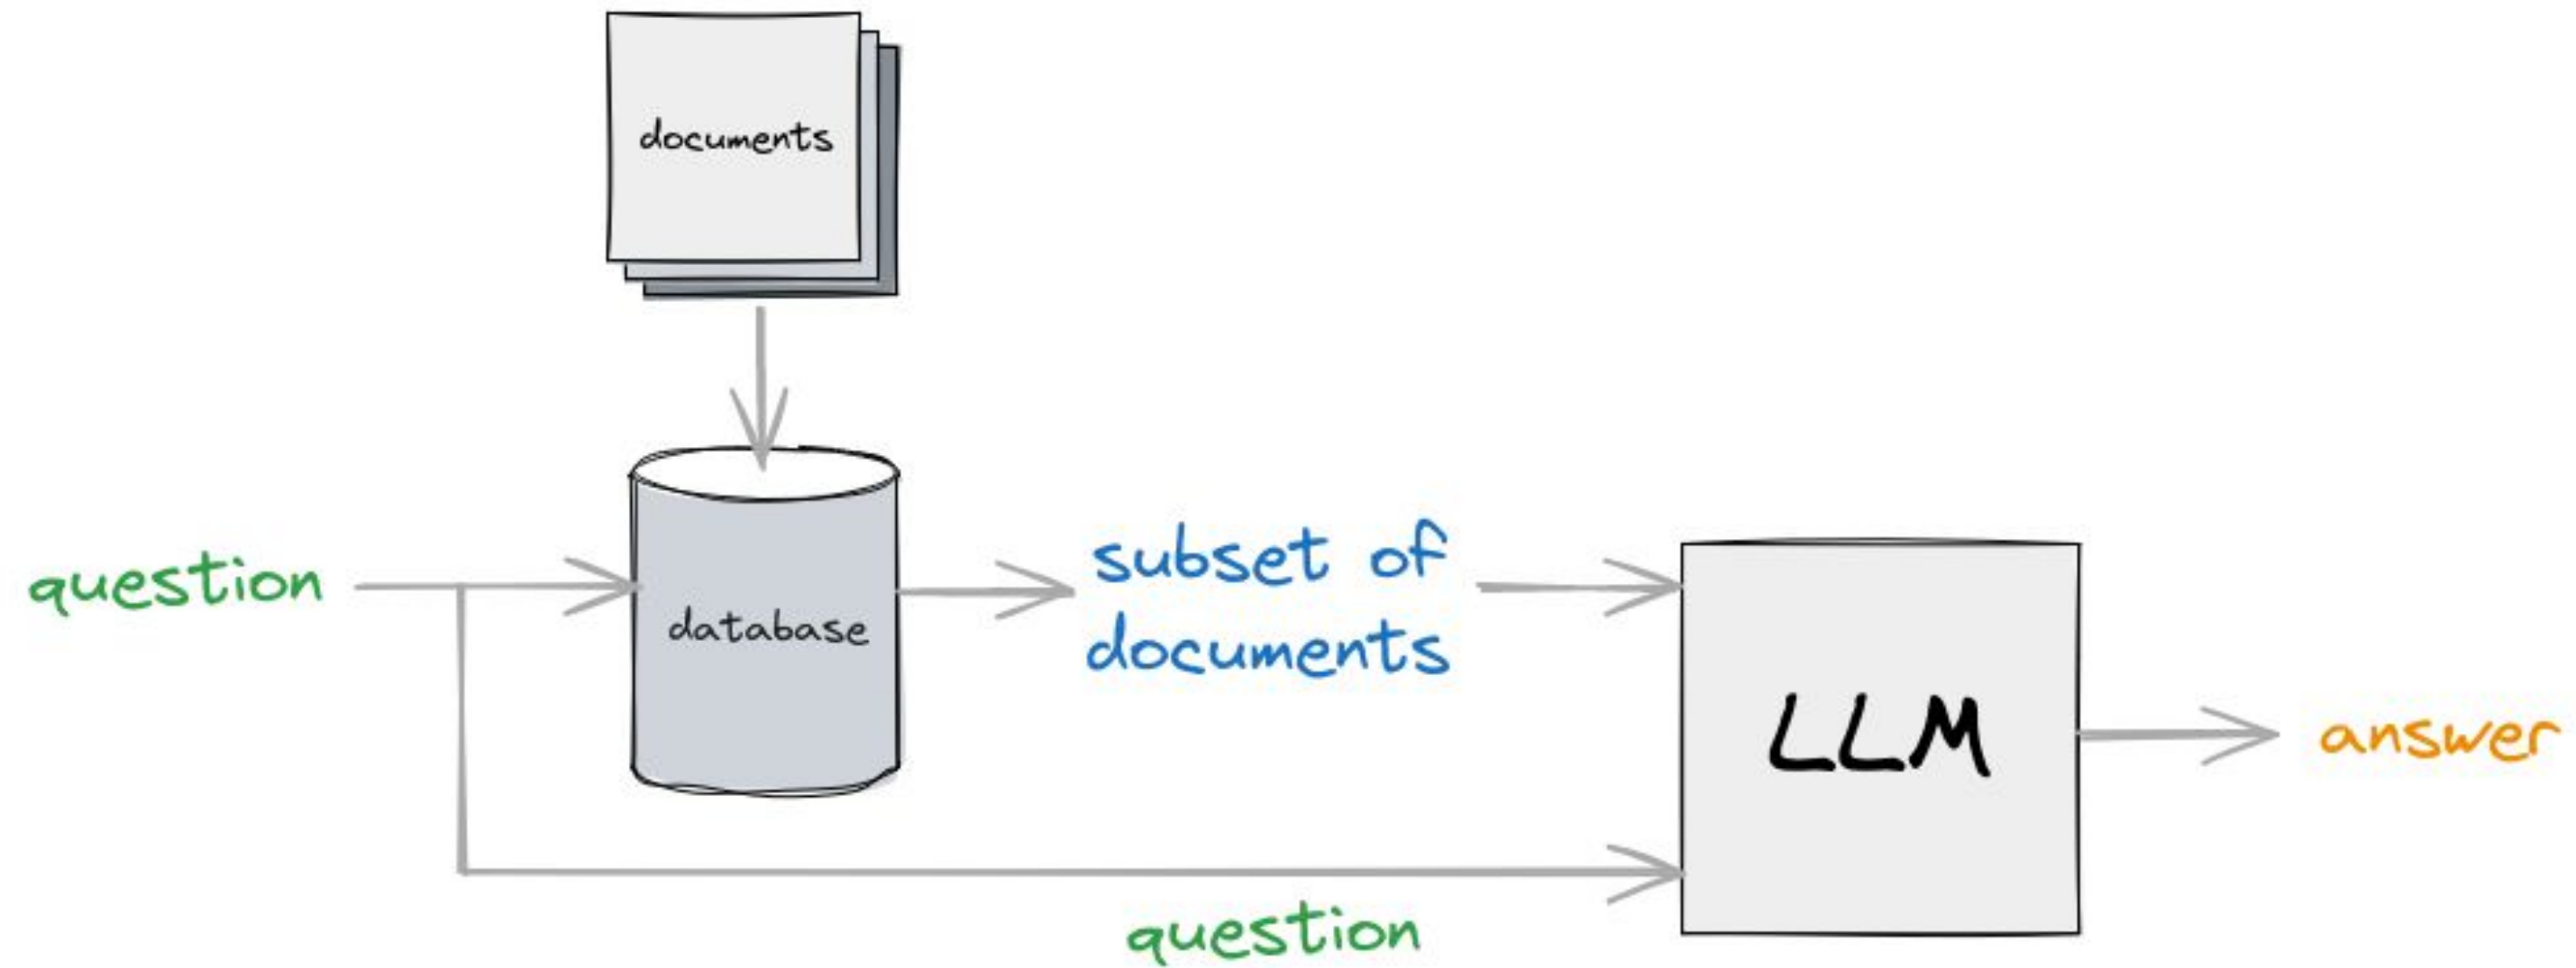 documents
question
database
subset of
documents
LLM
answer
question